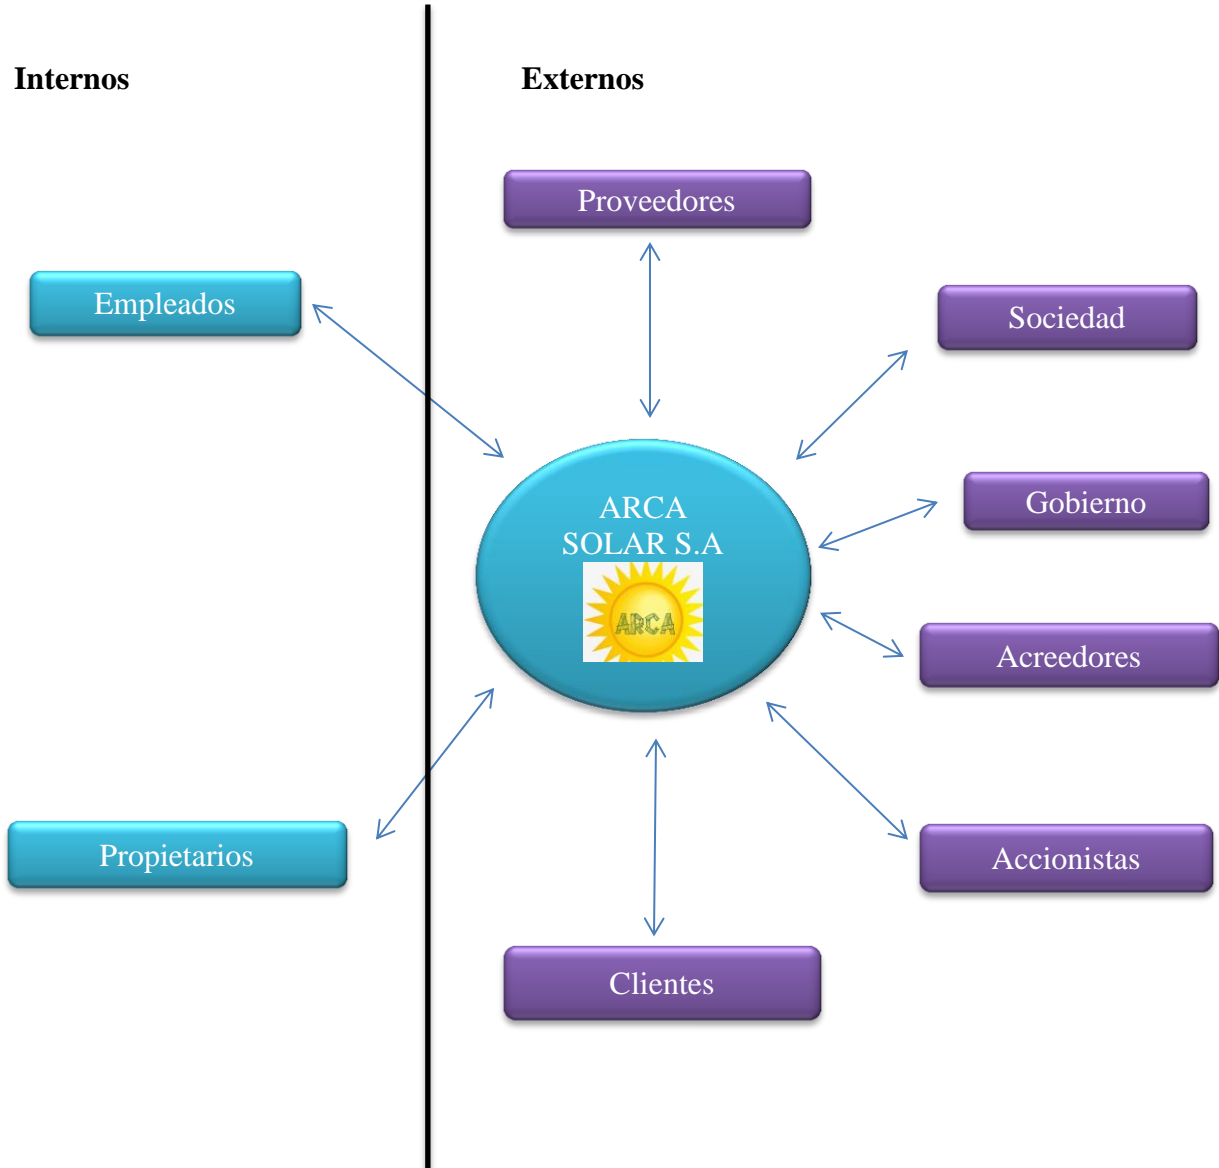 Internos
Externos
Proveedores
Empleados
Sociedad
Gobierno
ARCA
SOLAR S.A
ARCA
Acreedores
Propietarios
Accionistas
Clientes